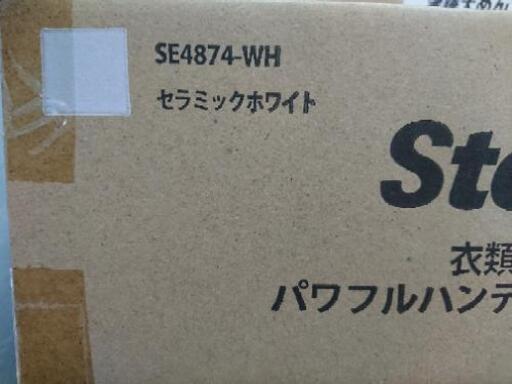 SE4874-WH
セラミックホワイト
Ste
衣類
パワフルハンデ